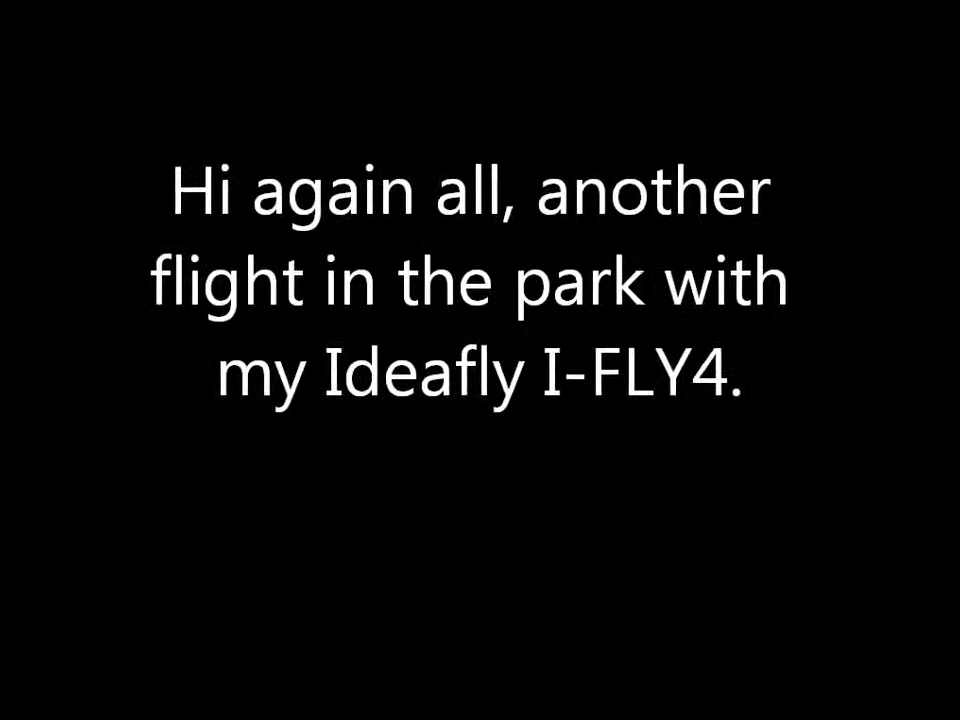 Hi again all, another
flight in the park with
my Ideafly I-FLY4.